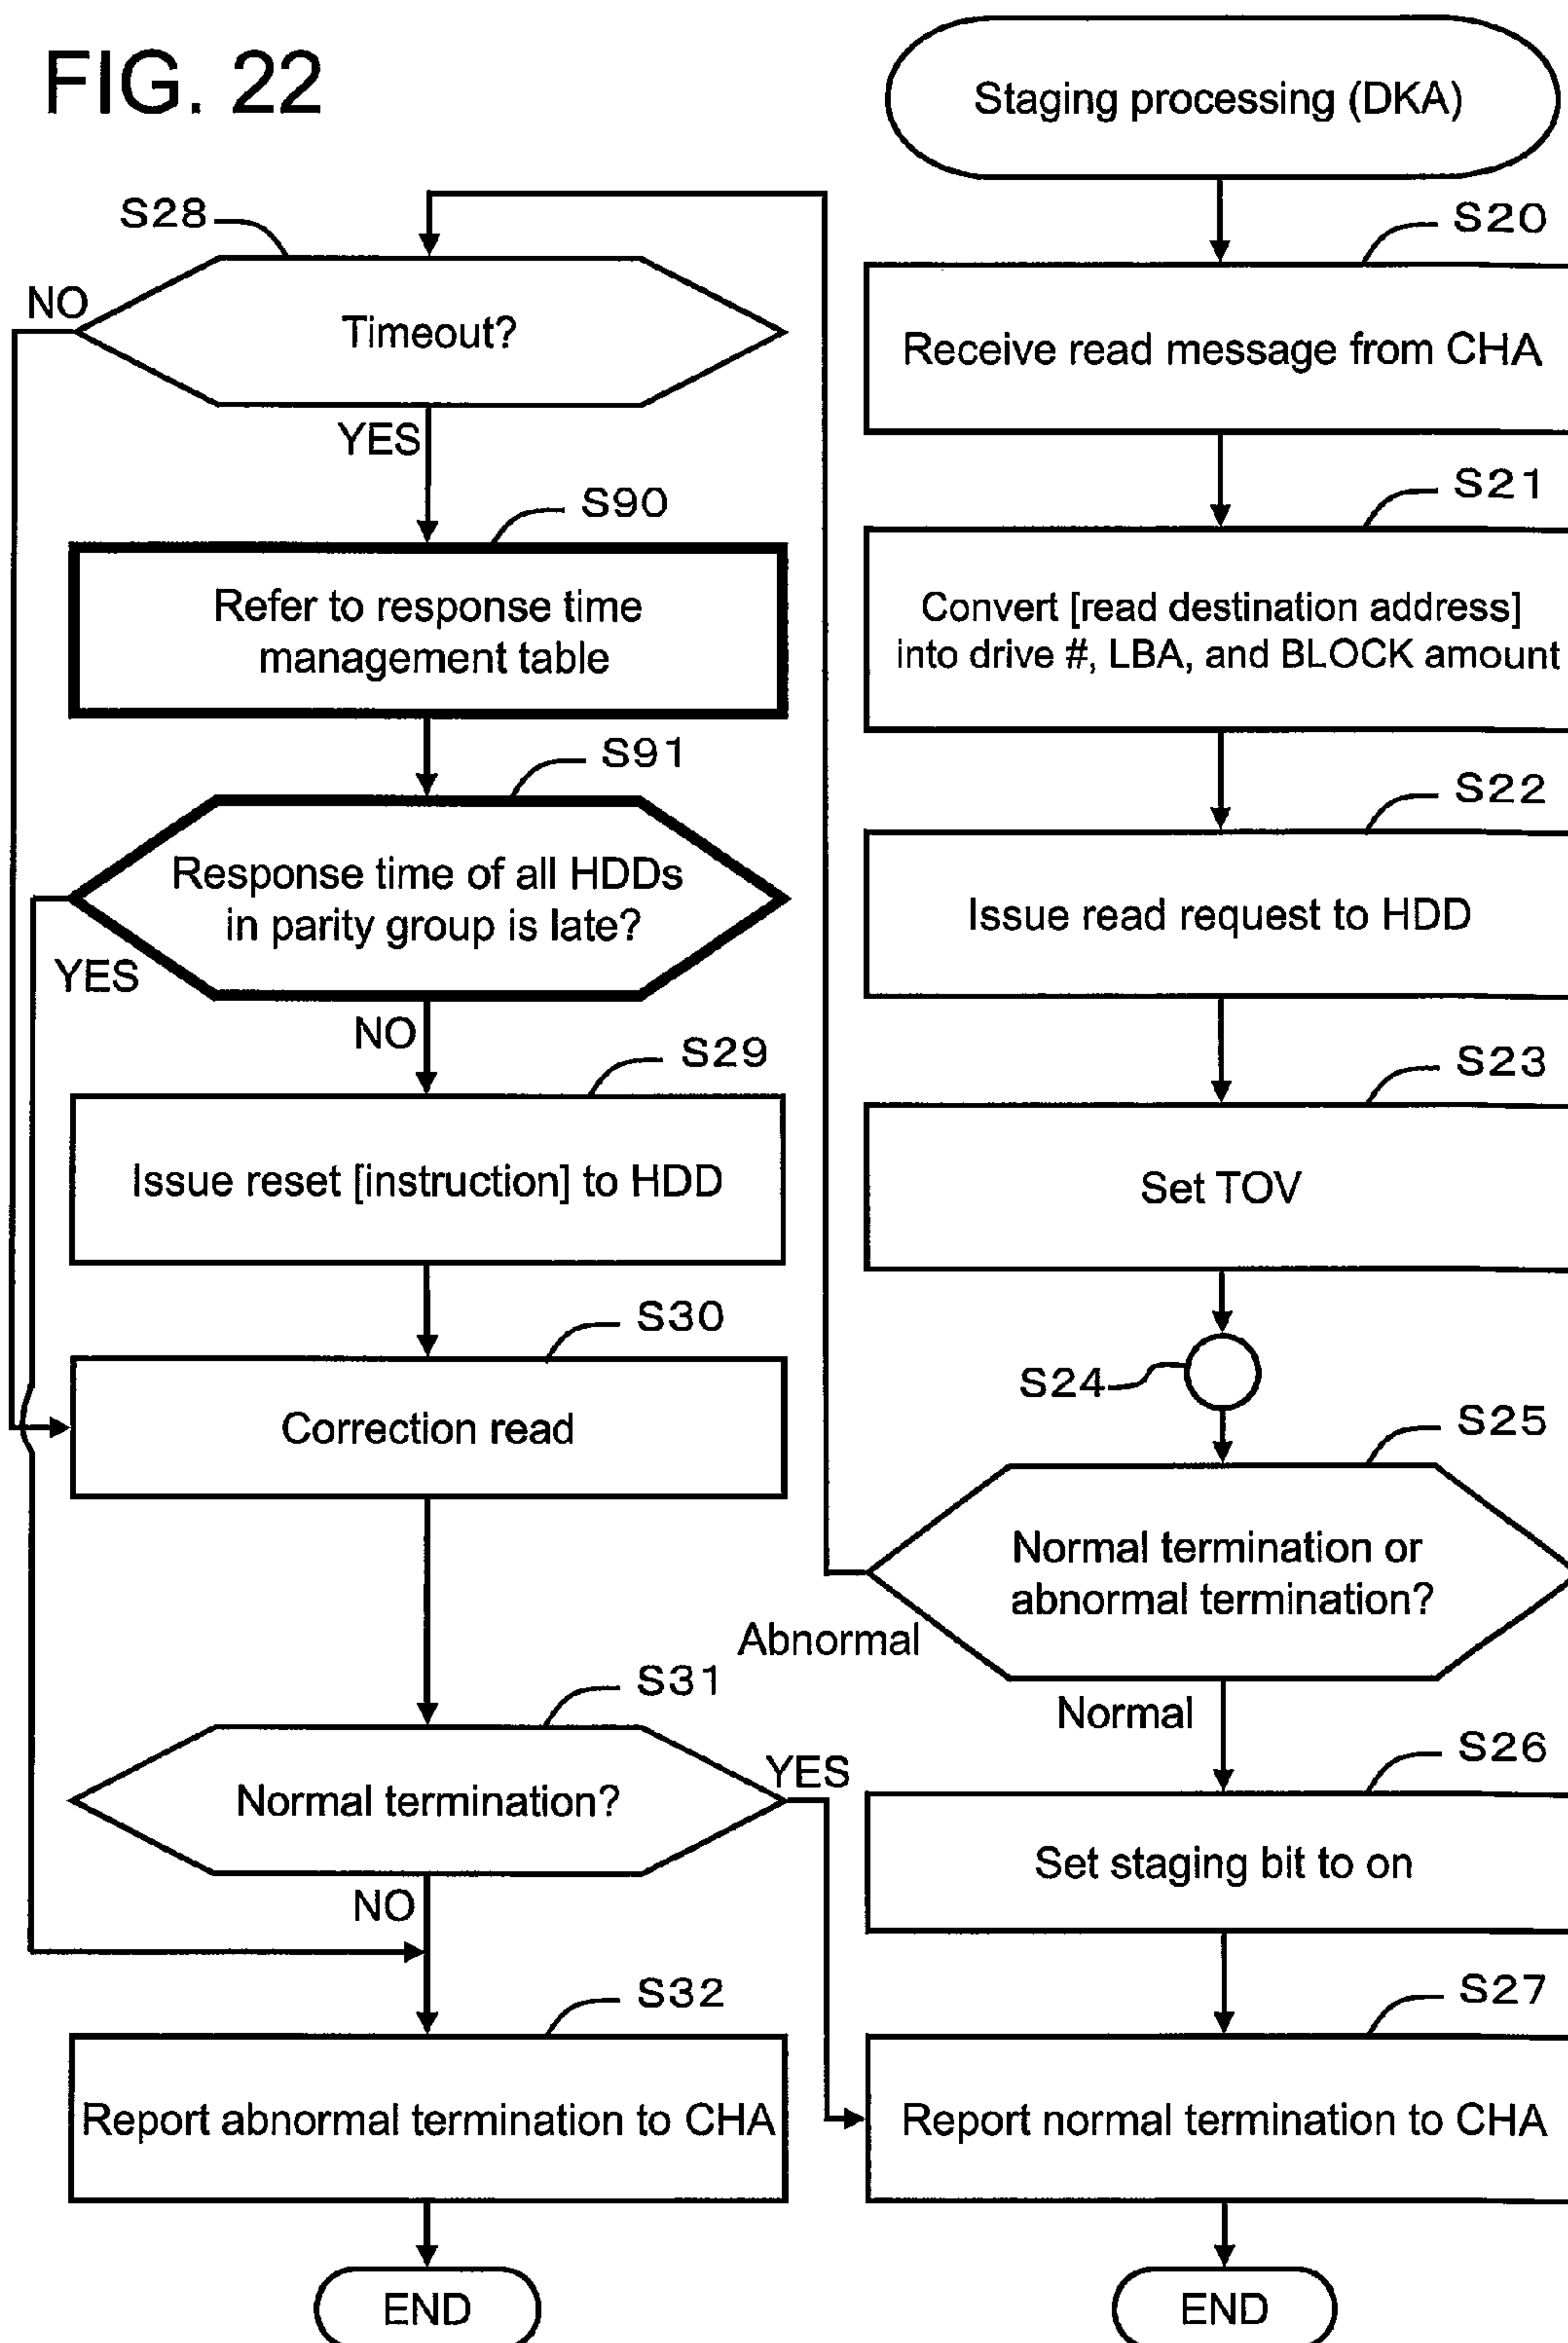 FIG. 22
Staging processing (DKA)
S20
Receive read message from CHA
S21
Convert [read destination address]
into drive #, LBA, and BLOCK amount
S22
Issue read request to HDD
S23
Set TOV
S24
S25
Normal termination or
abnormal termination?
Abnormal
Normal
S26
Set staging bit to on
S27
Report normal termination to CHA
END
S28
NO
Timeout?
YES
S90
Refer to response time
management table
S91
Response time of all HDDs
in parity group is late?
YES
NO
S29
Issue reset [instruction] to HDD
S30
Correction read
S31
Normal termination?
YES
NO
S32
Report abnormal termination to CHA
END